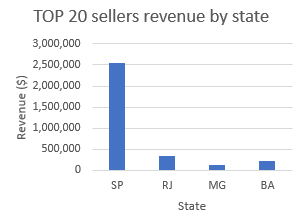 TOP 20 sellers revenue by state
Revenue ($)
3,000,000
2,500,000
2,000,000
1,500,000
1,000,000
500,000
0
SP RJ MG BA
State